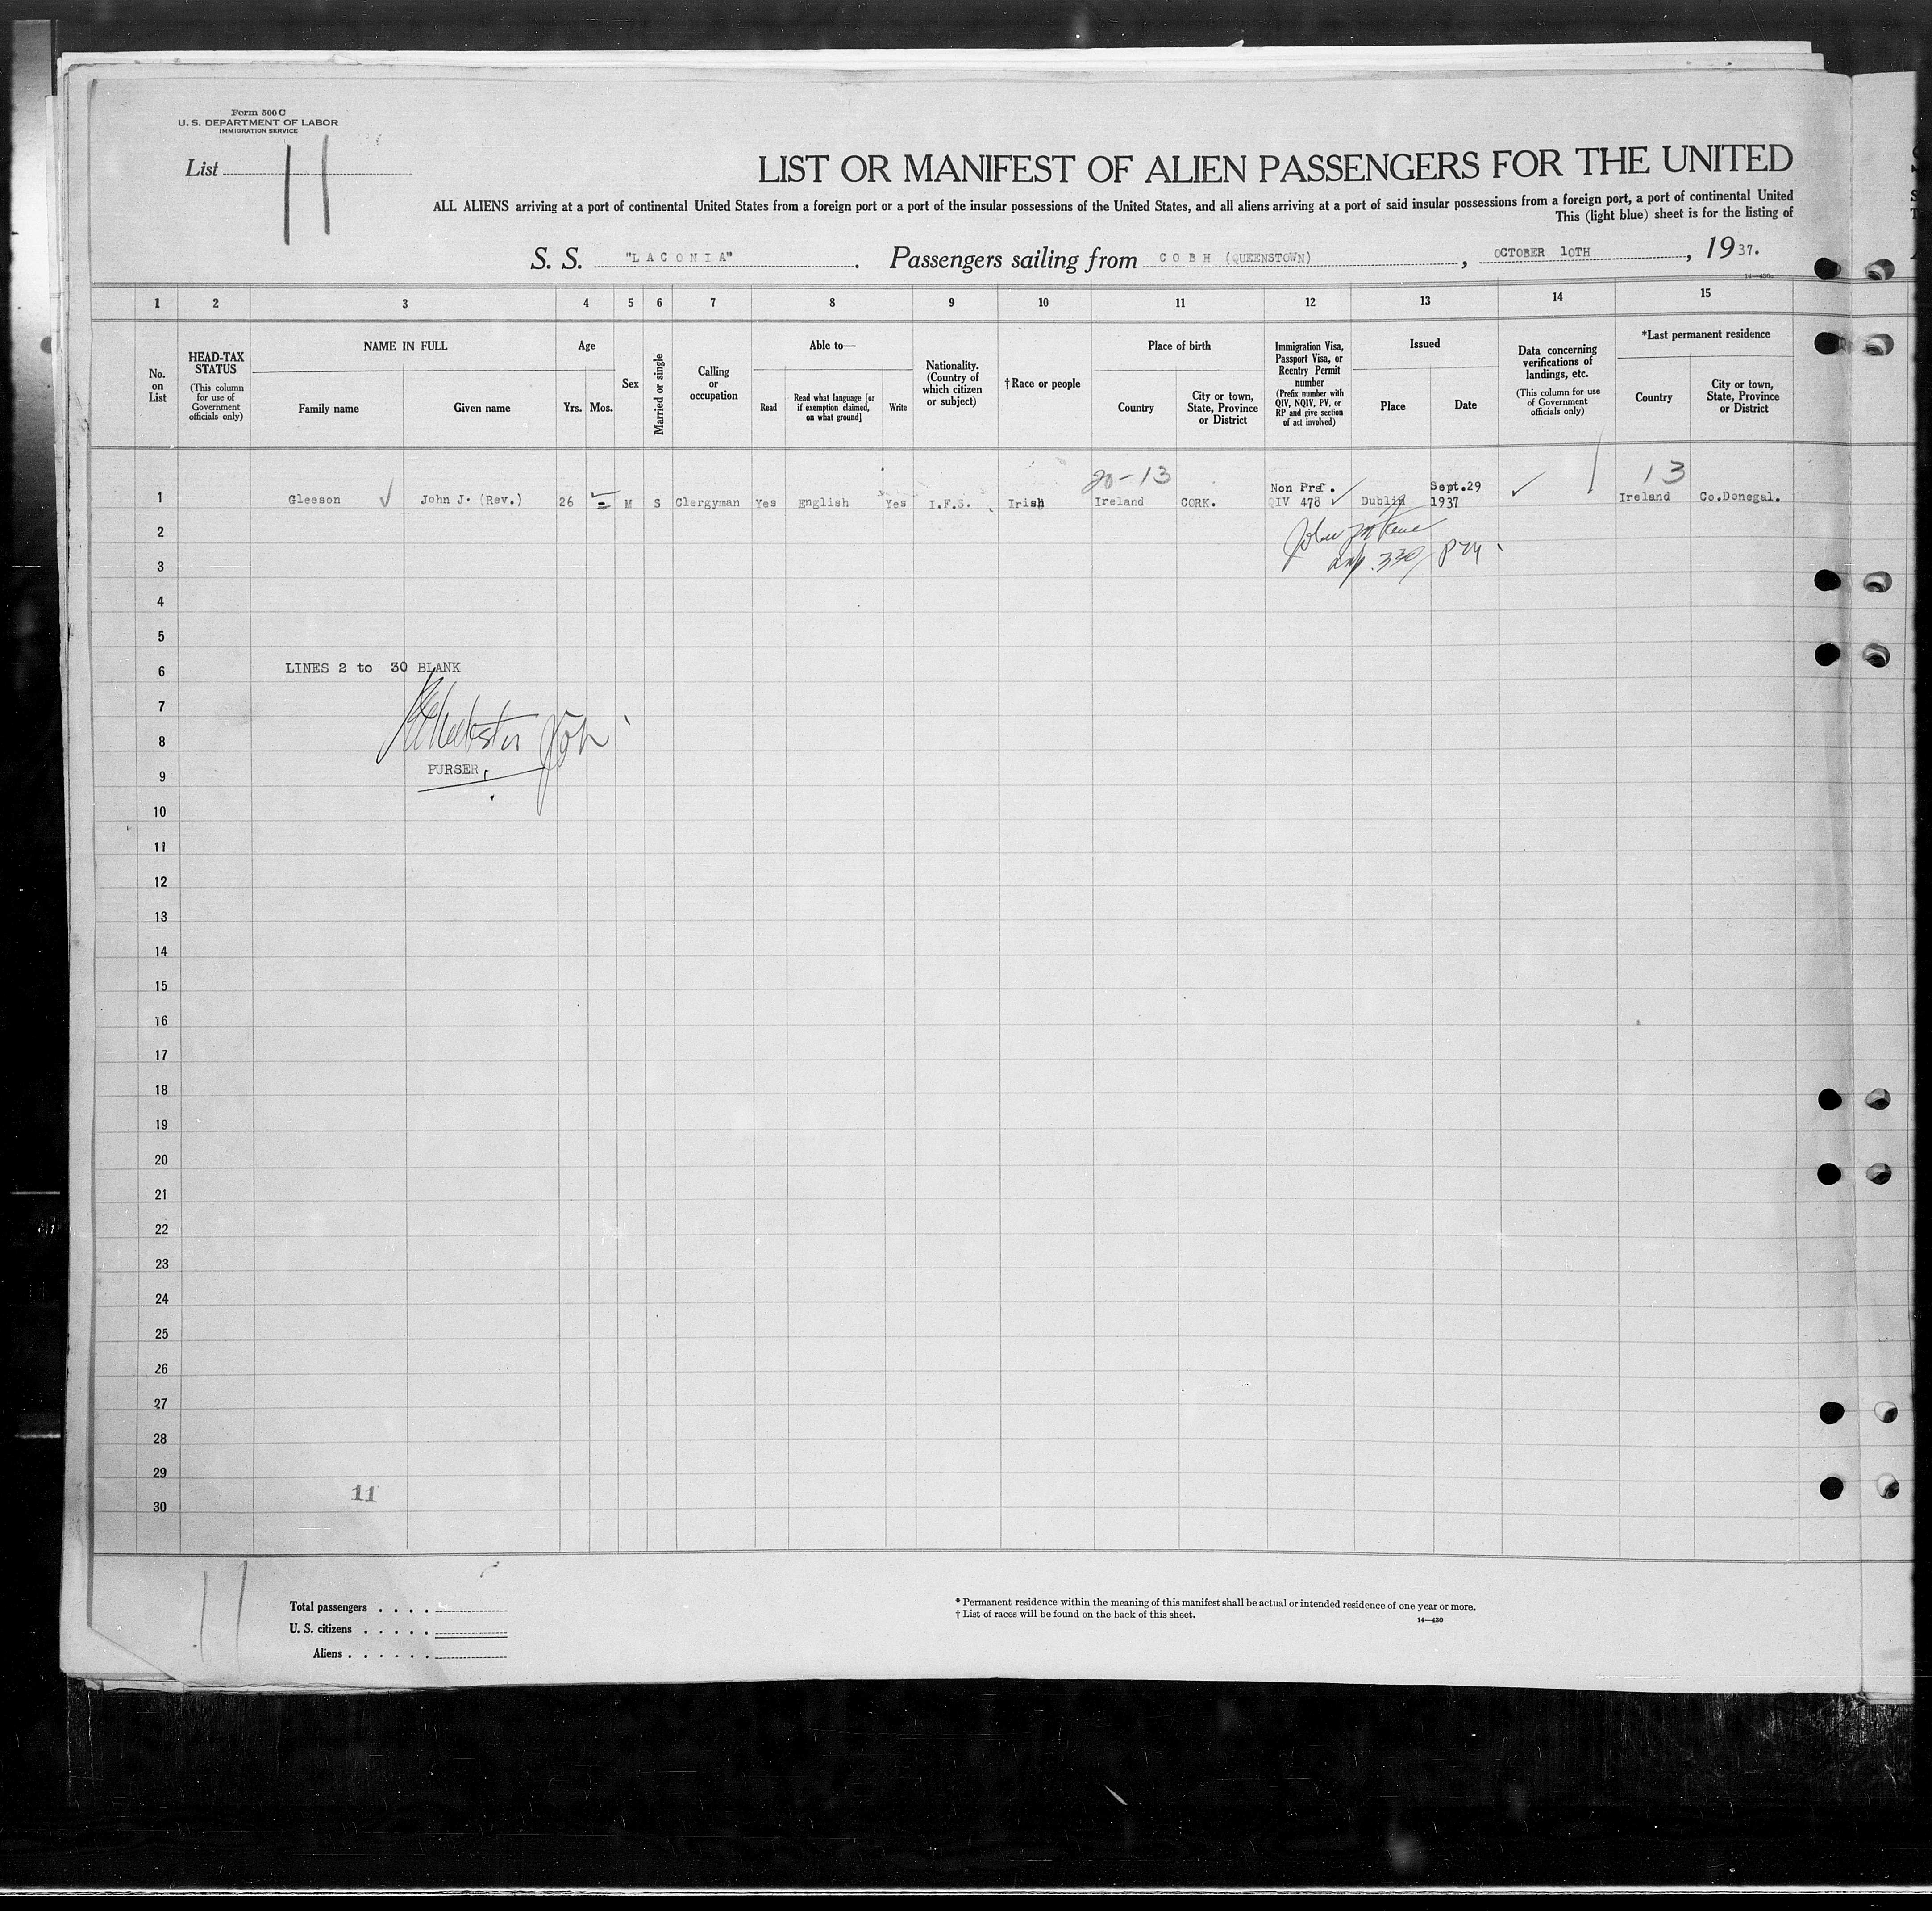 Form 500 C
U. S. DEPARTMENT OF LABOR
IMMIGRATION SERVICE
List 11
LIST OR MANIFEST OF ALIEN PASSENGERS FOR THE UNITED
ALL ALIENS arriving at a port of continental United States from a foreign port or a port of the insular possessions of the United States, and all aliens arriving at a port of said insular possessions from a foreign port, a port of continental United
This (light blue) sheet is for the listing of
S. S. "LACONIA". Passengers sailing from COBH (QUEENSTOWN), OCTOBER 10TH, 1937.
14—430a
1 2 3 4 5 6 7 8 9 10 11 12 13 14 15
No. on List
HEAD-TAX STATUS
(This column for use of Government officials only)
NAME IN FULL
Family name
Given name
Age
Yrs.
Mos.
Sex
Married or single
Calling or occupation
Able to—
Read
Read what language [or if exemption claimed, on what ground]
Write
Nationality. (Country of which citizen or subject)
†Race or people
Place of birth
Country
City or town, State, Province or District
Immigration Visa, Passport Visa, or Reentry Permit number
(Prefix number with QIV, NQIV, PV, or RP and give section of act involved)
Issued
Place
Date
Data concerning verifications of landings, etc.
(This column for use of Government officials only)
*Last permanent residence
Country
City or town, State, Province or District
20-13
13
Non Pref. Sept.29
1 Gleeson John J. (Rev.) 26 M S Clergyman Yes English Yes I.F.S. Irish Ireland CORK. QIV 478 Dublin 1937 Ireland Co.Donegal.
2
3
4
5
6 LINES 2 to 30 BLANK
7
8
PURSER
9
10
11
12
13
14
15
16
17
18
19
20
21
22
23
24
25
26
27
28
29
11
30
11
Total passengers . . . .
U. S. citizens . . . . .
Aliens . . . . . .
* Permanent residence within the meaning of this manifest shall be actual or intended residence of one year or more.
† List of races will be found on the back of this sheet.
14—430